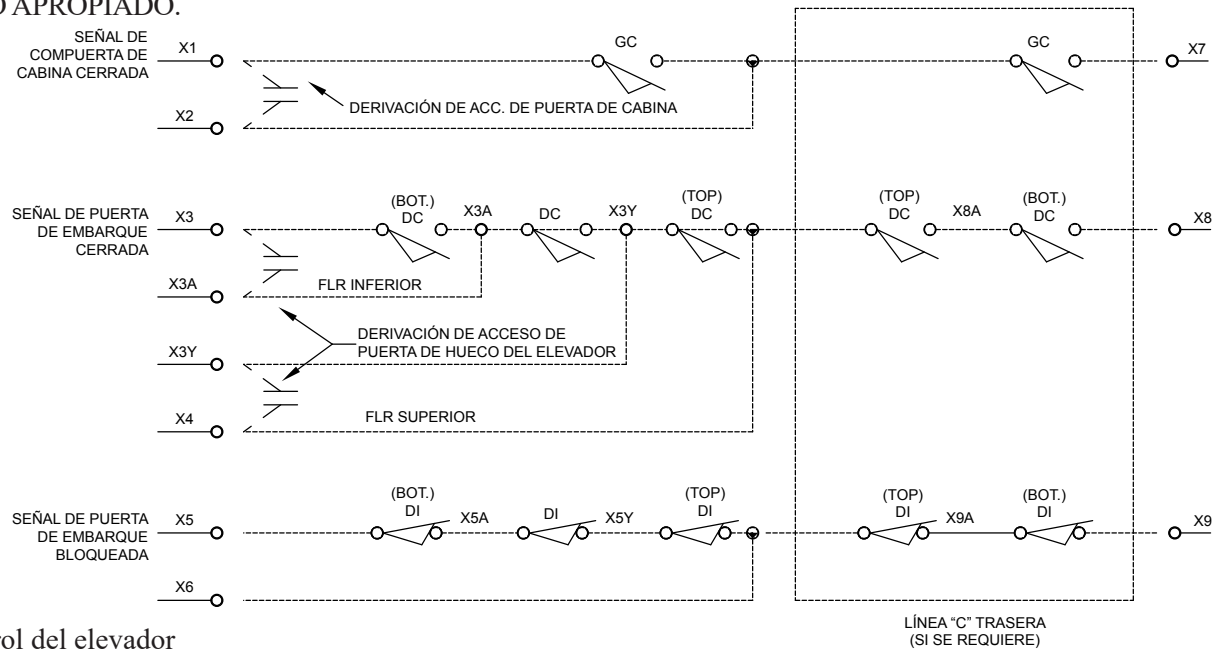 O APROPIADO.
SEÑAL DE
COMPUERTA DE
CABINA CERRADA
X1
GC
GC
X7
DERIVACIÓN DE ACC. DE PUERTA DE CABINA
X2
SEÑAL DE PUERTA
DE EMBARQUE
CERRADA
X3
(BOT.)
DC
X3A
DC
X3Y
(TOP)
DC
(TOP)
DC
X8A
(BOT.)
DC
X8
X3A
FLR INFERIOR
DERIVACIÓN DE ACCESO DE
PUERTA DE HUECO DEL ELEVADOR
X3Y
X4
FLR SUPERIOR
SEÑAL DE PUERTA
DE EMBARQUE
BLOQUEADA
X5
(BOT.)
DI
X5A
DI
X5Y
(TOP)
DI
(TOP)
DI
X9A
(BOT.)
DI
X9
X6
LÍNEA “C” TRASERA
(SI SE REQUIERE)
rol del elevador